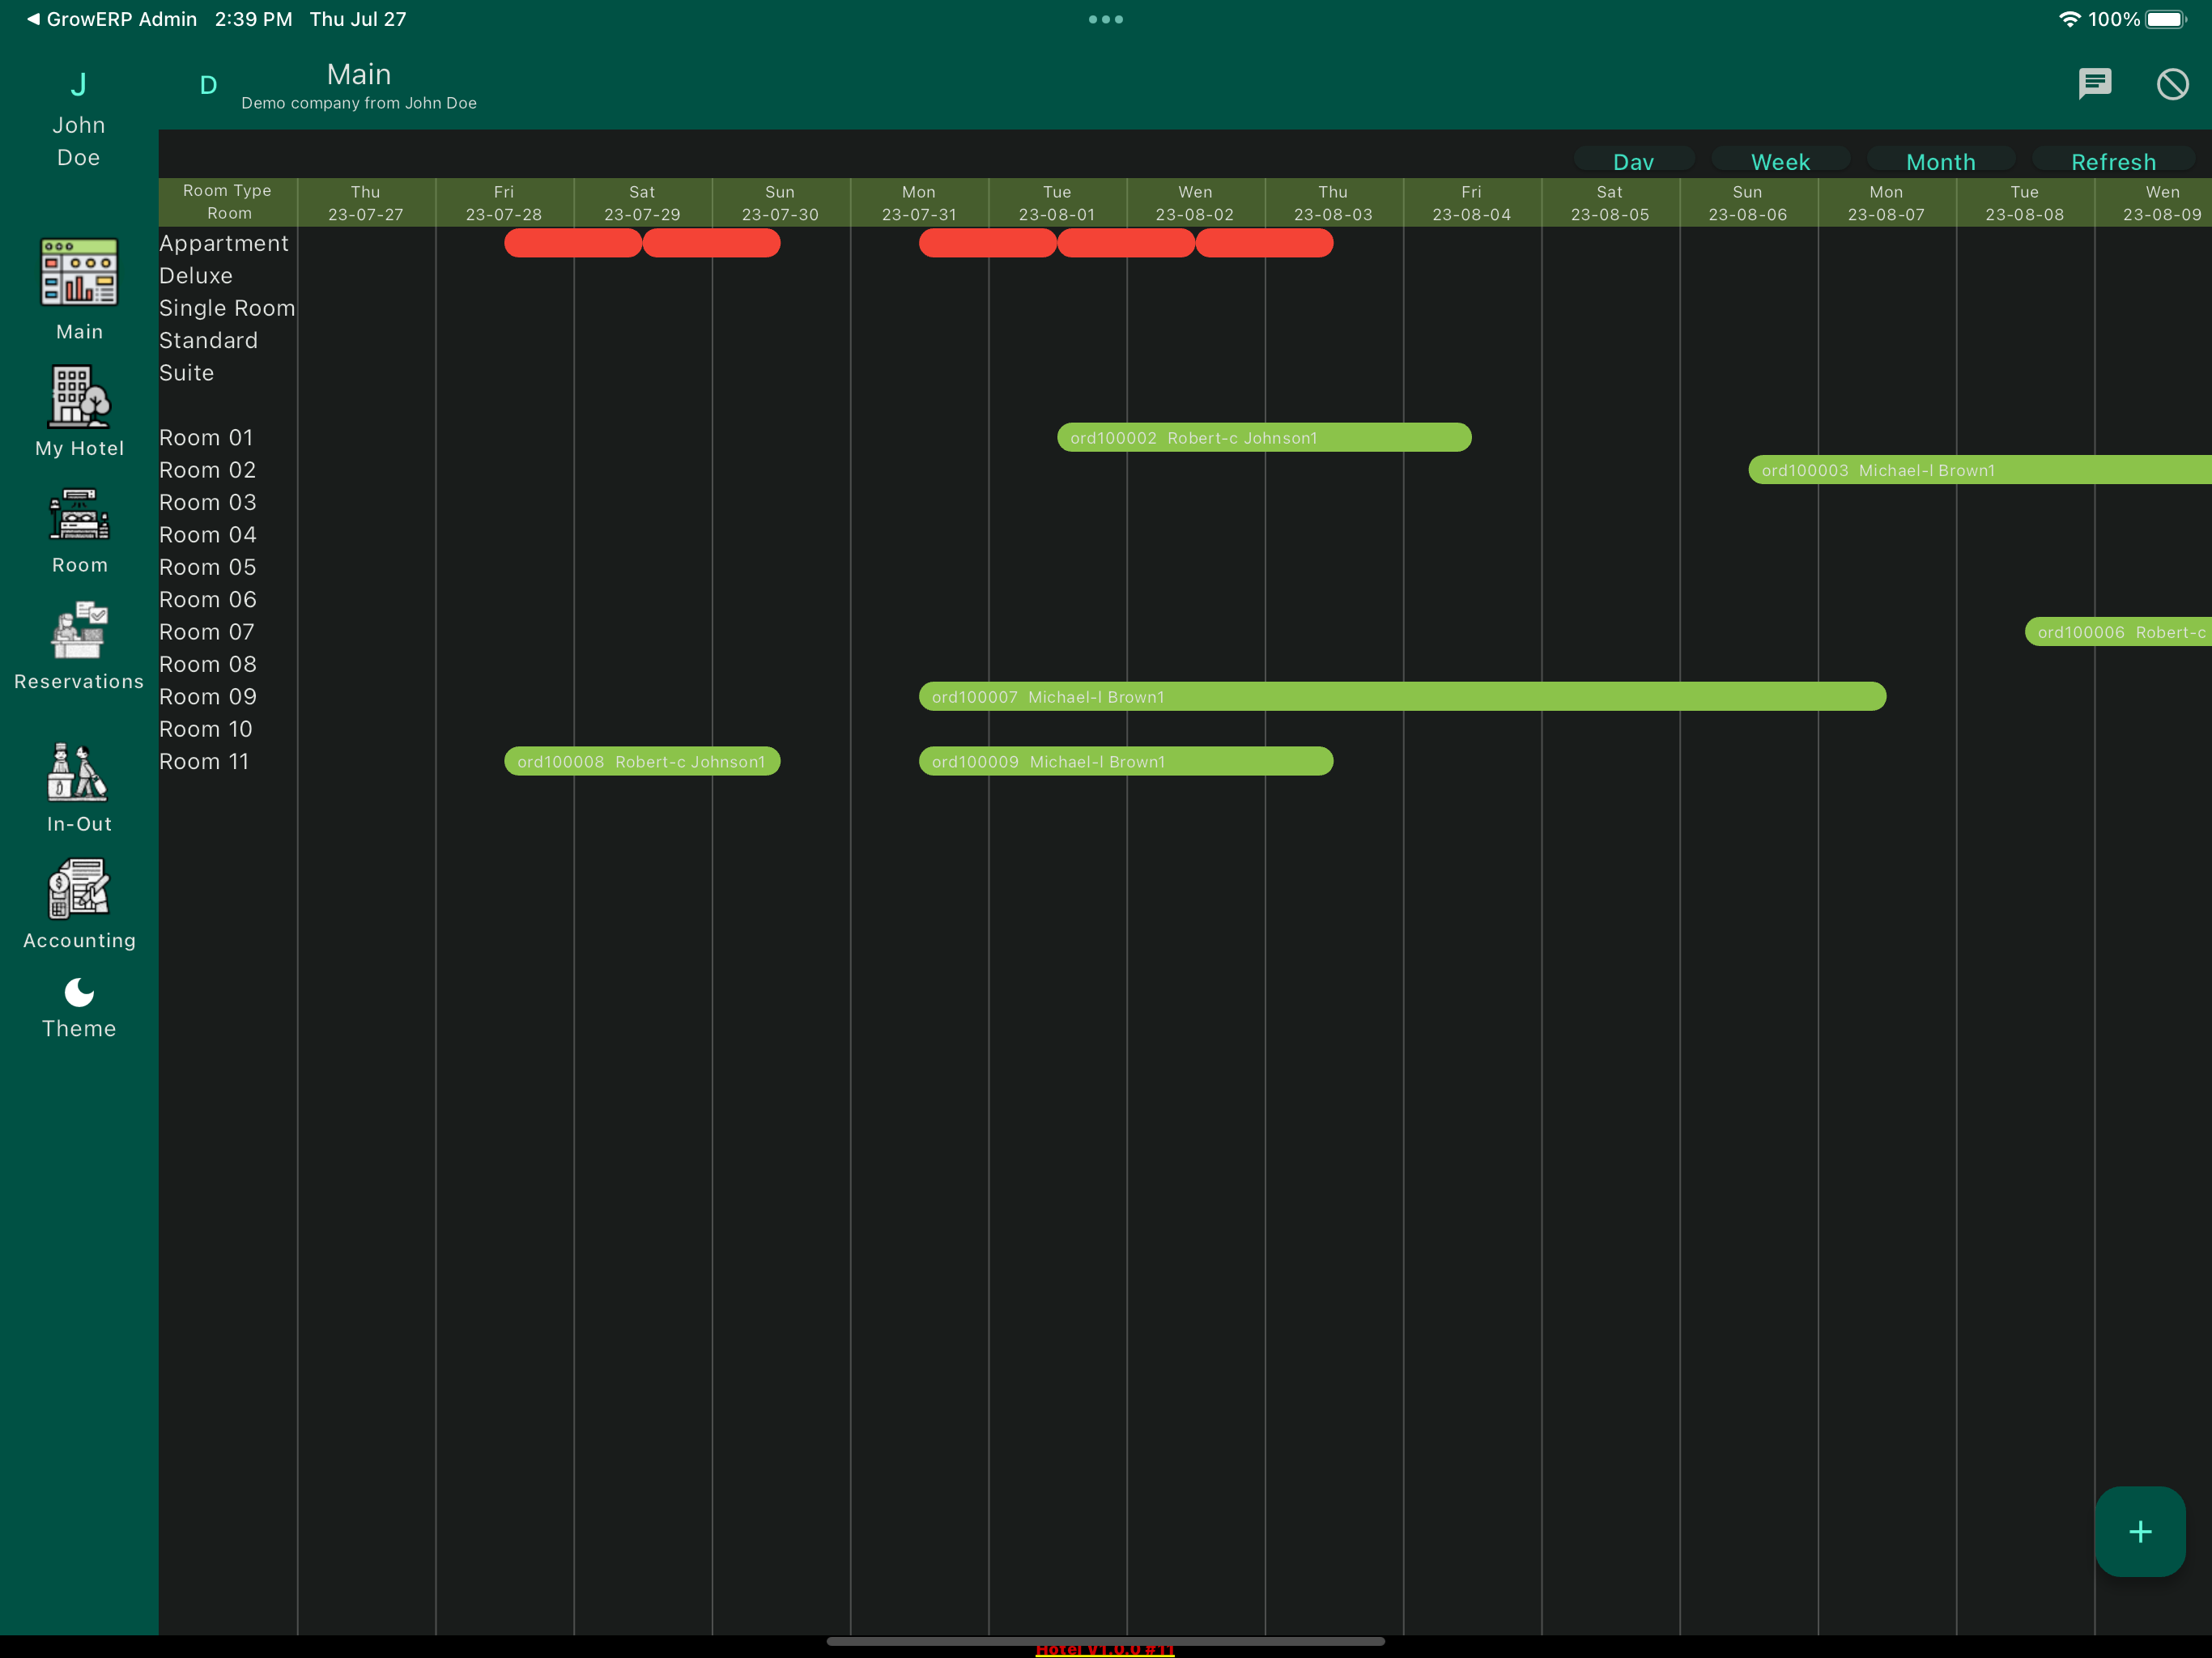 GrowERP Admin 2:39 PM Thu Jul 27
100%
J
John
Doe
D
Main
Demo company from John Doe
Day Week Month Refresh
Room Type
Room
Thu Fri Sat Sun Mon Tue Wen Thu Fri Sat Sun Mon Tue Wen
23-07-27 23-07-28 23-07-29 23-07-30 23-07-31 23-08-01 23-08-02 23-08-03 23-08-04 23-08-05 23-08-06 23-08-07 23-08-08 23-08-09
Main
My Hotel
Room
Reservations
In-Out
Accounting
Theme
Appartment
Deluxe
Single Room
Standard
Suite
Room 01 ord100002 Robert-c Johnson1
Room 02 ord100003 Michael-l Brown1
Room 03
Room 04
Room 05
Room 06
Room 07 ord100006 Robert-c
Room 08
Room 09 ord100007 Michael-l Brown1
Room 10
Room 11 ord100008 Robert-c Johnson1 ord100009 Michael-l Brown1
Hotel V1.0.0 #11